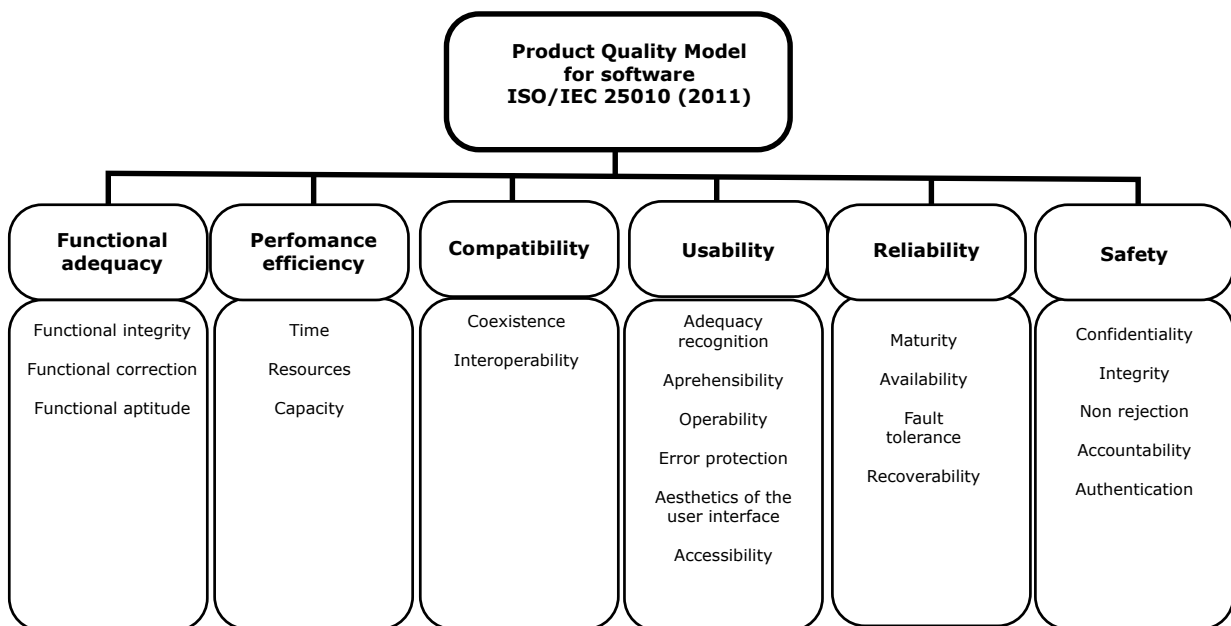 Product Quality Model
for software
ISO/IEC 25010 (2011)
Functional
adequacy
Perfomance
efficiency
Compatibility
Usability
Reliability
Safety
Functional integrity
Functional correction
Functional aptitude
Time
Resources
Capacity
Coexistence
Interoperability
Adequacy
recognition
Aprehensibility
Operability
Error protection
Aesthetics of the
user interface
Accessibility
Maturity
Availability
Fault
tolerance
Recoverability
Confidentiality
Integrity
Non rejection
Accountability
Authentication